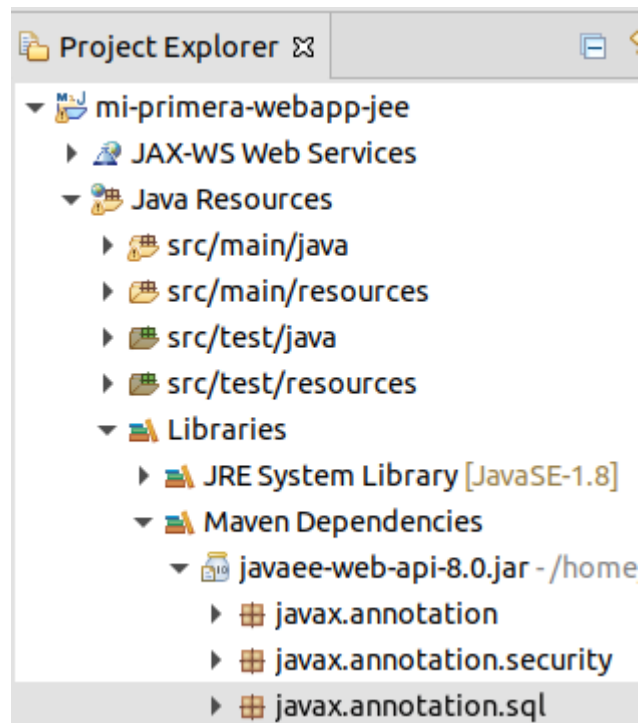 Project Explorer
mi-primera-webapp-jee
JAX-WS Web Services
Java Resources
src/main/java
src/main/resources
src/test/java
src/test/resources
Libraries
JRE System Library [JavaSE-1.8]
Maven Dependencies
javaee-web-api-8.0.jar - /home
javax.annotation
javax.annotation.security
javax.annotation.sql